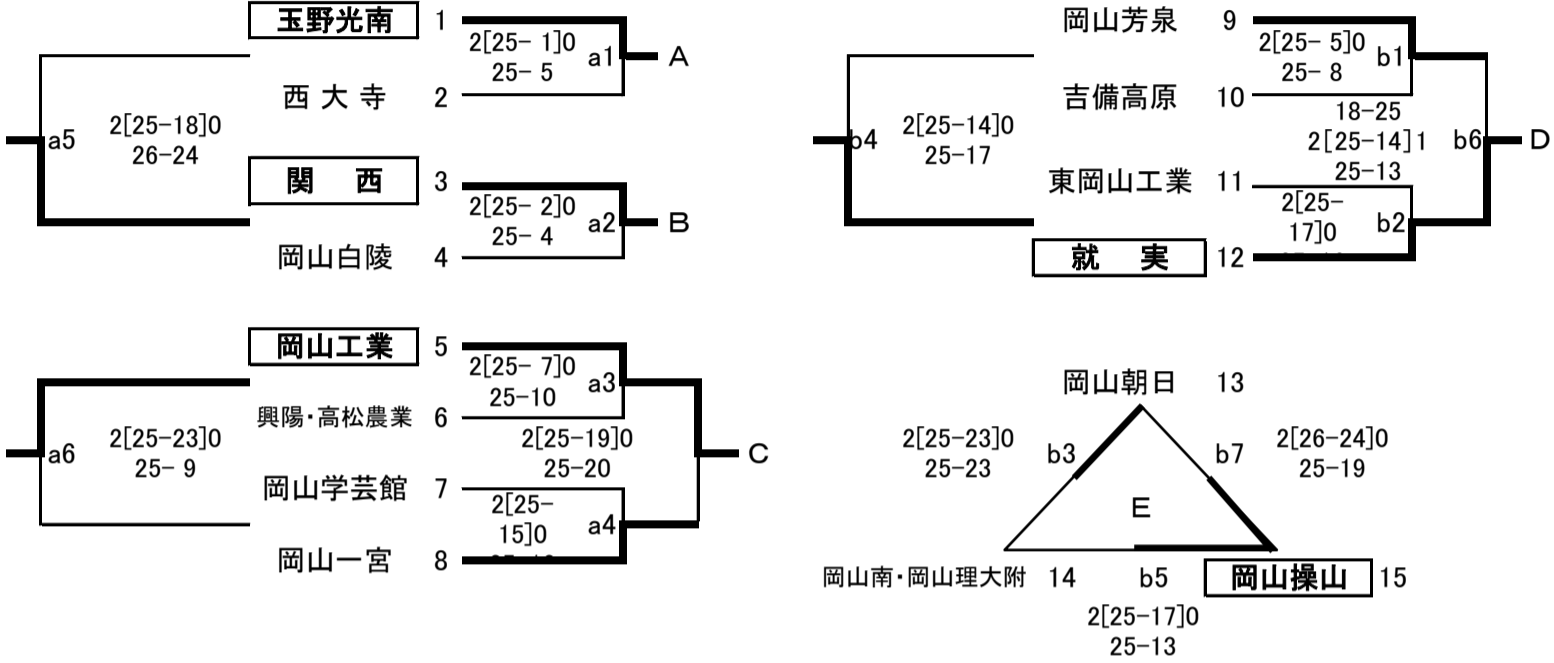 玉野光南 1
2[25- 1]0
25- 5
a1
A
西大寺 2
a5
2[25-18]0
26-24
関 西 3
2[25- 2]0
25- 4
a2
B
岡山白陵 4
岡山工業 5
2[25- 7]0
25-10
a3
興陽・高松農業 6
a6
2[25-23]0
25- 9
2[25-19]0
25-20
C
岡山学芸館 7
2[25-
15]0
a4
岡山一宮 8
岡山芳泉 9
2[25- 5]0
25- 8
b1
吉備高原 10
b4
2[25-14]0
25-17
18-25
2[25-14]1
25-13
b6
D
東岡山工業 11
2[25-
17]0
b2
就 実 12
岡山朝日 13
2[25-23]0
25-23
b3
b7
2[26-24]0
25-19
E
岡山南・岡山理大附 14
b5
岡山操山 15
2[25-17]0
25-13